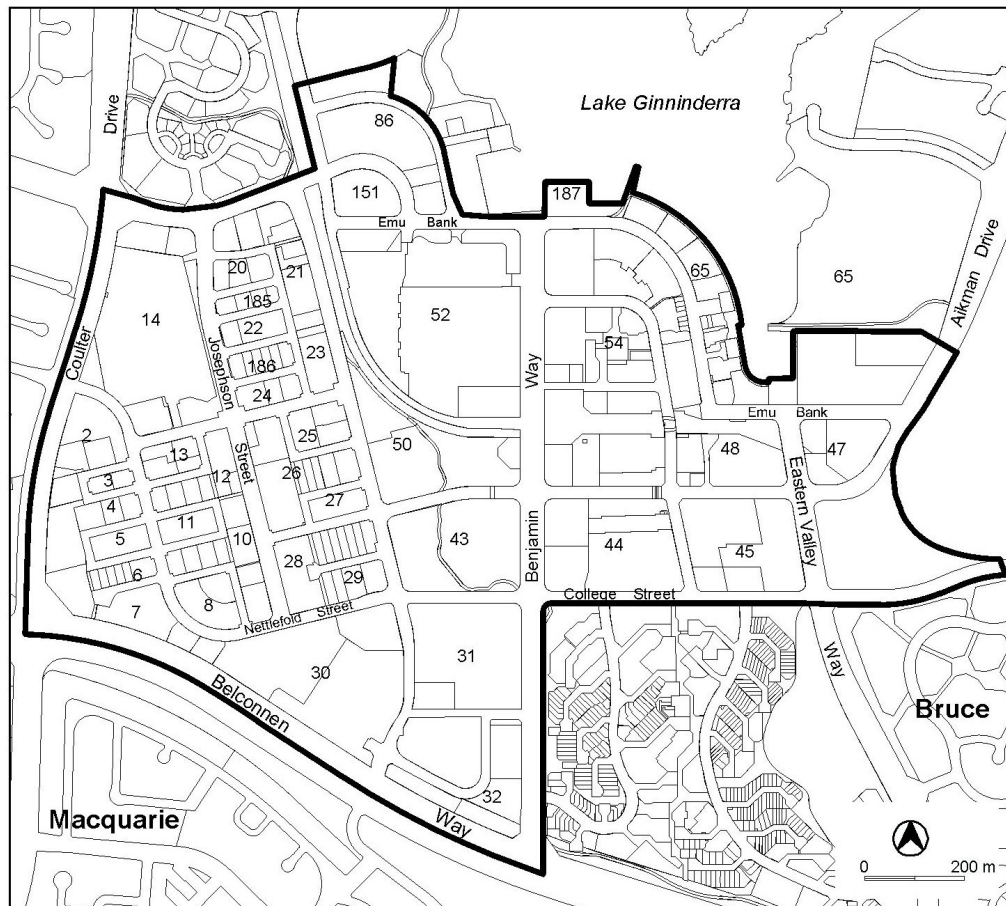 Lake Ginninderra
Drive
86
151
187
Emu Bank
65
65
Aikman Drive
20
21
185
22
14
52
Coulter
Josephson
Street
23
186
24
54
Way
Emu Bank
2
25
50
13
48
47
3
12
26
4
27
Eastern Valley
Way
11
5
10
43
Benjamin
44
45
28
6
29
8
7
College Street
Nettlefold Street
31
30
Belconnen
Way
Bruce
32
Macquarie
0 200 m